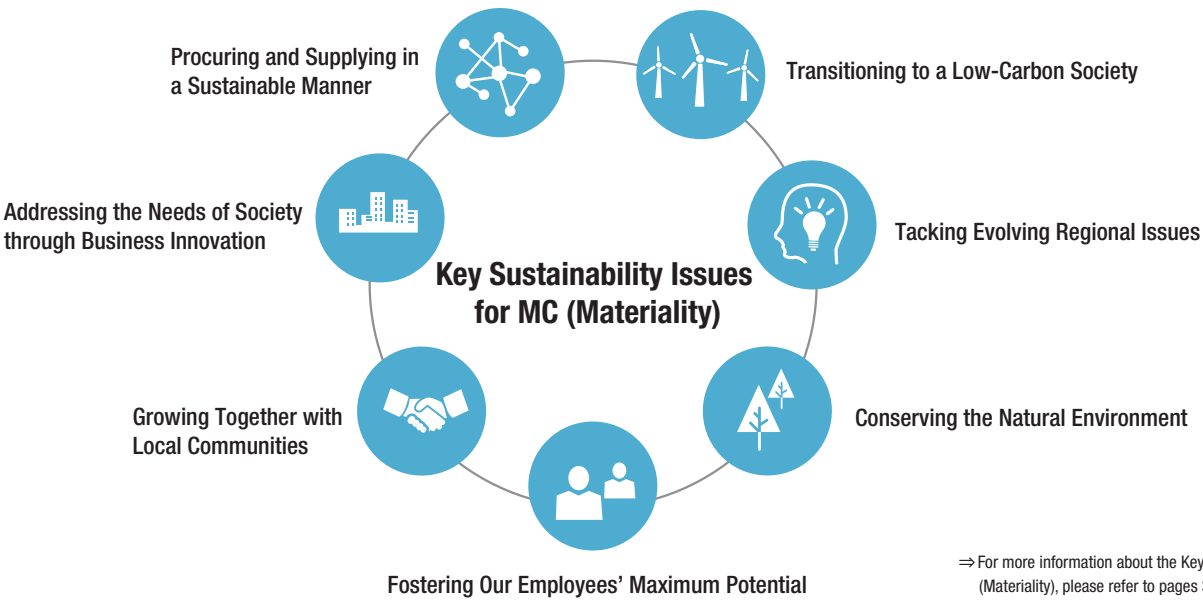 Procuring and Supplying in
a Sustainable Manner
Transitioning to a Low-Carbon Society
Addressing the Needs of Society
through Business Innovation
Tacking Evolving Regional Issues
Key Sustainability Issues
for MC (Materiality)
Growing Together with
Local Communities
Conserving the Natural Environment
Fostering Our Employees’ Maximum Potential
⇒ For more information about the Key
(Materiality), please refer to pages